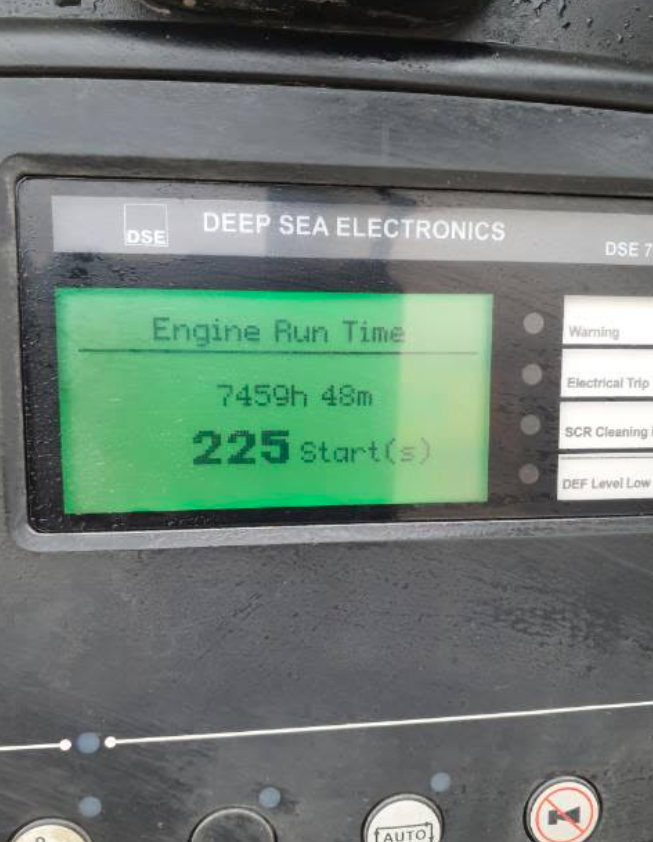 DSE DEEP SEA ELECTRONICS
DSE 7
Engine Run Time
7459h 48m
225 Start(s)
Warning
Electrical Trip
SCR Cleaning
DEF Level Low
AUTO